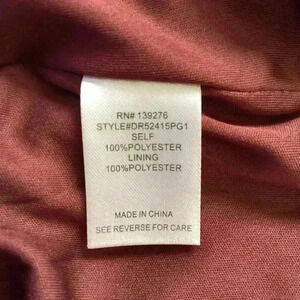 RN# 139276
STYLE#DR52415PG1
SELF
100%POLYESTER
LINING
100%POLYESTER
MADE IN CHINA
SEE REVERSE FOR CARE